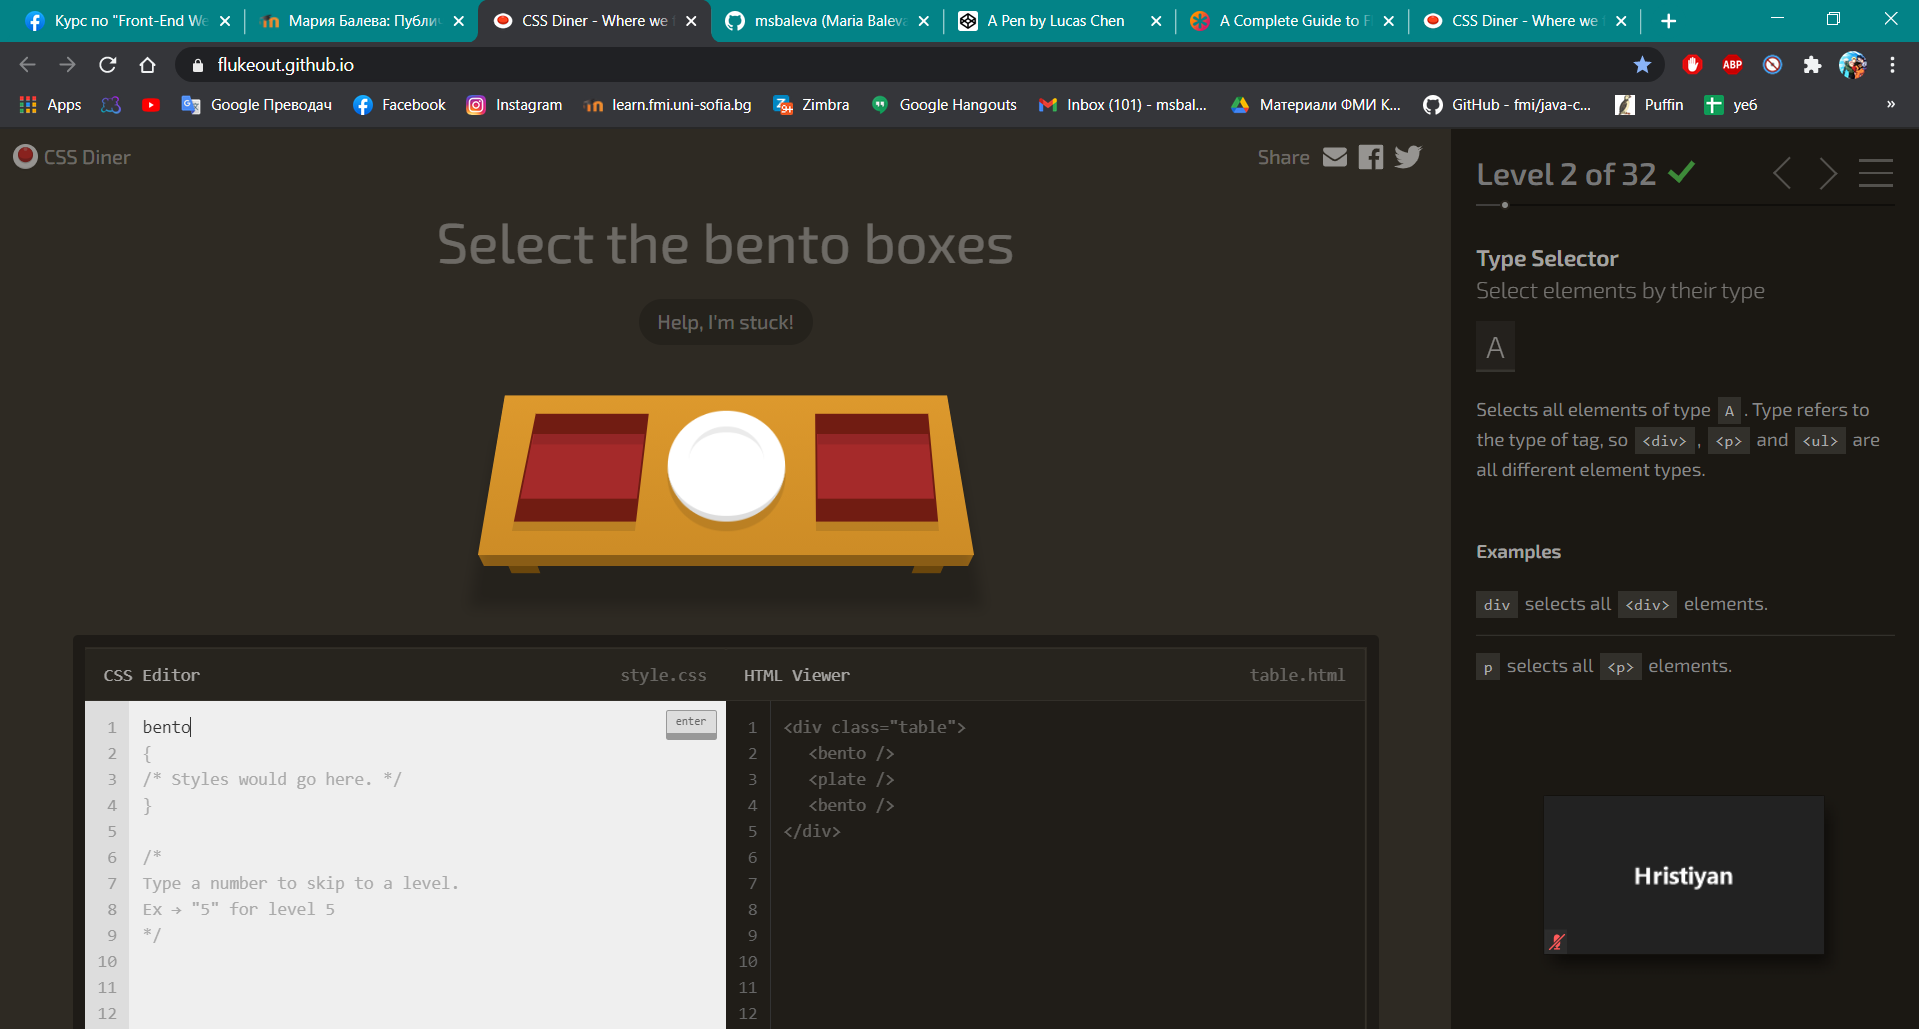 Курс по "Front-End We
Мария Балева: Публич
CSS Diner - Where we f
msbaleva (Maria Baleva
A Pen by Lucas Chen
A Complete Guide to F
CSS Diner - Where we f
flukeout.github.io
ABP
Apps
Google Преводач
Facebook
Instagram
learn.fmi.uni-sofia.bg
Zimbra
Google Hangouts
Inbox (101) - msbal...
Материали ФМИ К...
GitHub - fmi/java-c...
Puffin
уеб
»
CSS Diner
Share
Select the bento boxes
Help, I'm stuck!
CSS Editor
style.css
HTML Viewer
table.html
enter
1 bento
2 {
3 /* Styles would go here. */
4 }
5
6 /*
7 Type a number to skip to a level.
8 Ex → "5" for level 5
9 */
10
11
12
1 <div class="table">
2 <bento />
3 <plate />
4 <bento />
5 </div>
6
7
8
9
10
11
12
Level 2 of 32
Type Selector
Select elements by their type
A
Selects all elements of type A . Type refers to
the type of tag, so <div> , <p> and <ul> are
all different element types.
Examples
div selects all <div> elements.
p selects all <p> elements.
Hristiyan